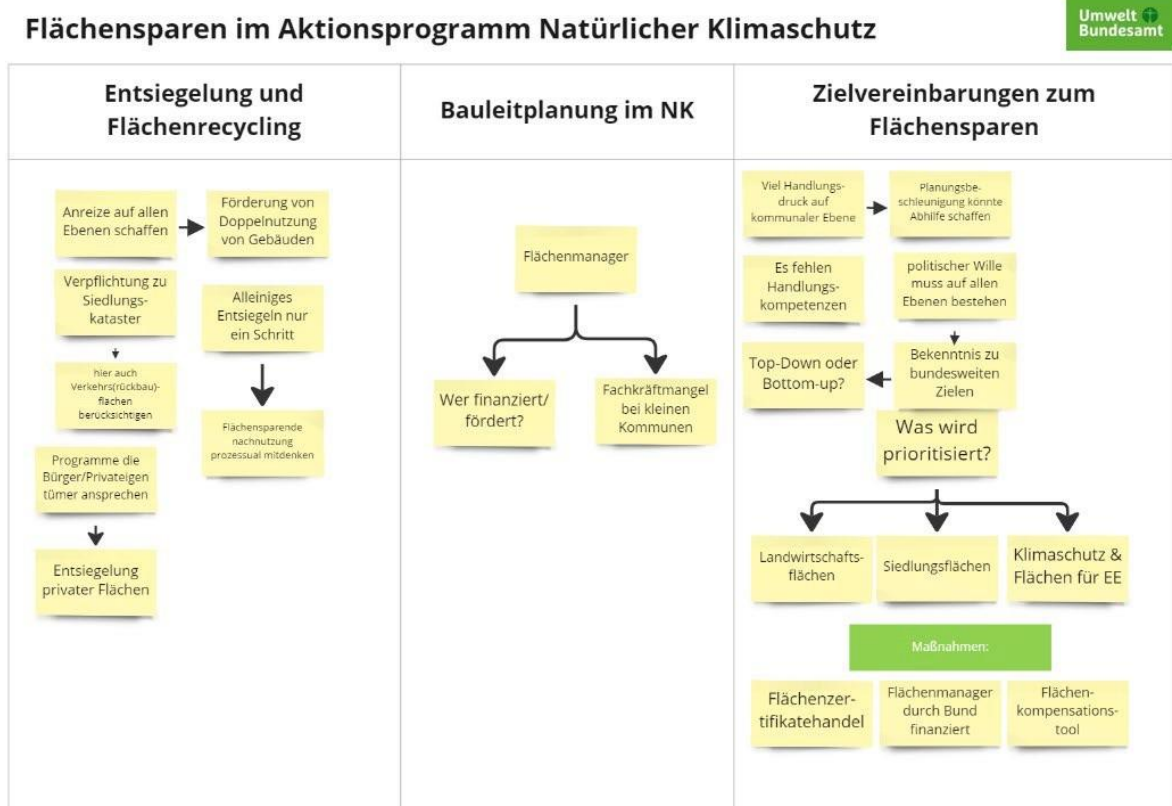 Flächensparen im Aktionsprogramm Natürlicher Klimaschutz
Umwelt
Bundesamt
Entsiegelung und
Flächenrecycling
Anreize auf allen
Ebenen schaffen
Förderung von
Doppelnutzung
von Gebäuden
Verpflichtung zu
Siedlungs-
kataster
Alleiniges
Entsiegeln nur
ein Schritt
hier auch
Verkehrs(rückbau)-
flächen
berücksichtigen
Flächensparende
nachnutzung
prozessual mitdenken
Programme die
Bürger/Privateigen
tümer ansprechen
Entsiegelung
privater Flächen
Bauleitplanung im NK
Flächenmanager
Wer finanziert/
fördert?
Fachkräftmangel
bei kleinen
Kommunen
Zielvereinbarungen zum
Flächensparen
Viel Handlungs-
druck auf
kommunaler Ebene
Planungsbe-
schleunigung könnte
Abhilfe schaffen
Es fehlen
Handlungs-
kompetenzen
politischer Wille
muss auf allen
Ebenen bestehen
Top-Down oder
Bottom-up?
Bekenntnis zu
bundesweiten
Zielen
Was wird
prioritisiert?
Landwirtschafts-
flächen
Siedlungsflächen
Klimaschutz &
Flächen für EE
Maßnahmen:
Flächenzer-
tifikatehandel
Flächenmanager
durch Bund
finanziert
Flächen-
kompensations-
tool